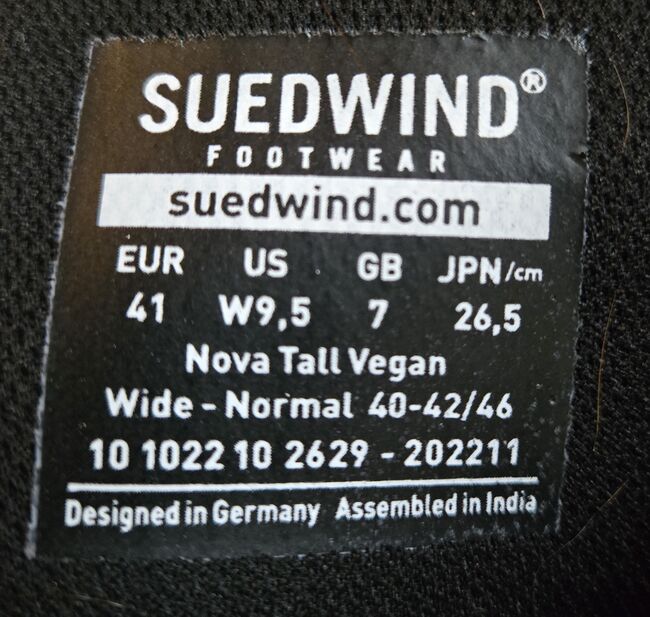 SUEDWIND®
FOOTWEAR
suedwind.com
EUR US GB JPN/cm
41 W9,5 7 26,5
Nova Tall Vegan
Wide - Normal 40-42/46
10 1022 10 2629 - 202211
Designed in Germany Assembled in India